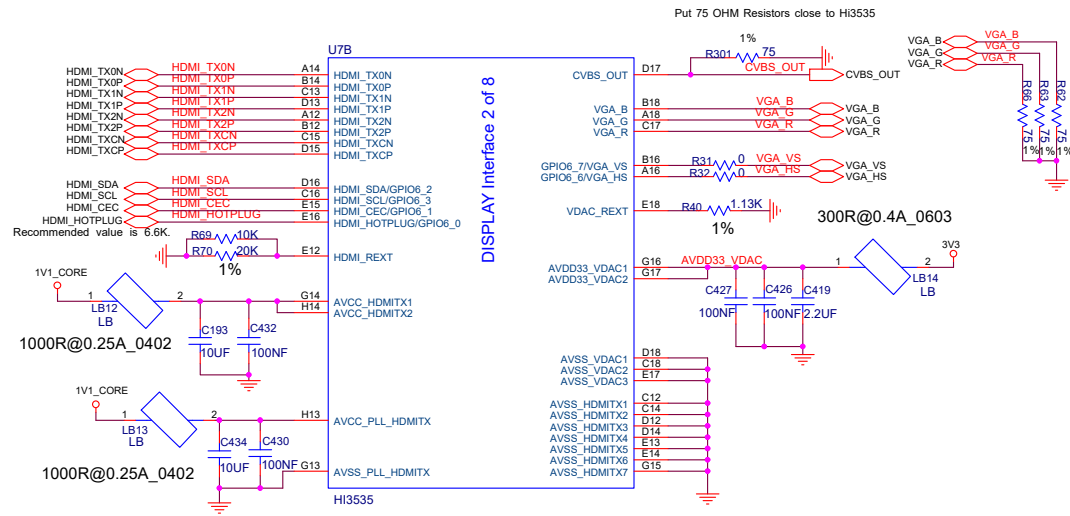 Put 75 OHM Resistors close to Hi3535
U7B
DISPLAY Interface 2 of 8
HDMI_TX0N HDMI_TX0N A14 HDMI_TX0N
HDMI_TX0P HDMI_TX0P B14 HDMI_TX0P
HDMI_TX1N HDMI_TX1N C13 HDMI_TX1N
HDMI_TX1P HDMI_TX1P D13 HDMI_TX1P
HDMI_TX2N HDMI_TX2N A12 HDMI_TX2N
HDMI_TX2P HDMI_TX2P B12 HDMI_TX2P
HDMI_TXCN HDMI_TXCN C15 HDMI_TXCN
HDMI_TXCP HDMI_TXCP D15 HDMI_TXCP
HDMI_SDA HDMI_SDA D16 HDMI_SDA/GPIO6_2
HDMI_SCL HDMI_SCL C16 HDMI_SCL/GPIO6_3
HDMI_CEC HDMI_CEC E15 HDMI_CEC/GPIO6_1
HDMI_HOTPLUG HDMI_HOTPLUG E16 HDMI_HOTPLUG/GPIO6_0
Recommended value is 6.6K.
R69 10K
R70 20K
1%
E12 HDMI_REXT
1V1_CORE
1 2
LB12
LB
1000R@0.25A_0402
G14 AVCC_HDMITX1
H14 AVCC_HDMITX2
C193
10UF
C432
100NF
1V1_CORE
1 2
LB13
LB
1000R@0.25A_0402
H13 AVCC_PLL_HDMITX
C434
10UF
C430
100NF
G13 AVSS_PLL_HDMITX
HI3535
1%
R301 75
CVBS_OUT D17 CVBS_OUT CVBS_OUT
VGA_B B18 VGA_B VGA_B
VGA_G A18 VGA_G VGA_G
VGA_R C17 VGA_R VGA_R
GPIO6_7/VGA_VS B16 R31 0 VGA_VS VGA_VS
GPIO6_6/VGA_HS A16 R32 0 VGA_HS VGA_HS
VDAC_REXT E18 R40 1.13K
1%
300R@0.4A_0603
AVDD33_VDAC1 G16 AVDD33_VDAC
AVDD33_VDAC2 G17
1 2
LB14
LB
3V3
C427
100NF
C426
100NF
C419
2.2UF
AVSS_VDAC1 D18
AVSS_VDAC2 C18
AVSS_VDAC3 E17
AVSS_HDMITX1 C12
AVSS_HDMITX2 C14
AVSS_HDMITX3 D12
AVSS_HDMITX4 D14
AVSS_HDMITX5 E13
AVSS_HDMITX6 E14
AVSS_HDMITX7 G15
VGA_B VGA_B
VGA_G VGA_G
VGA_R VGA_R
R66 R63 R62
75 75 75
1% 1% 1%